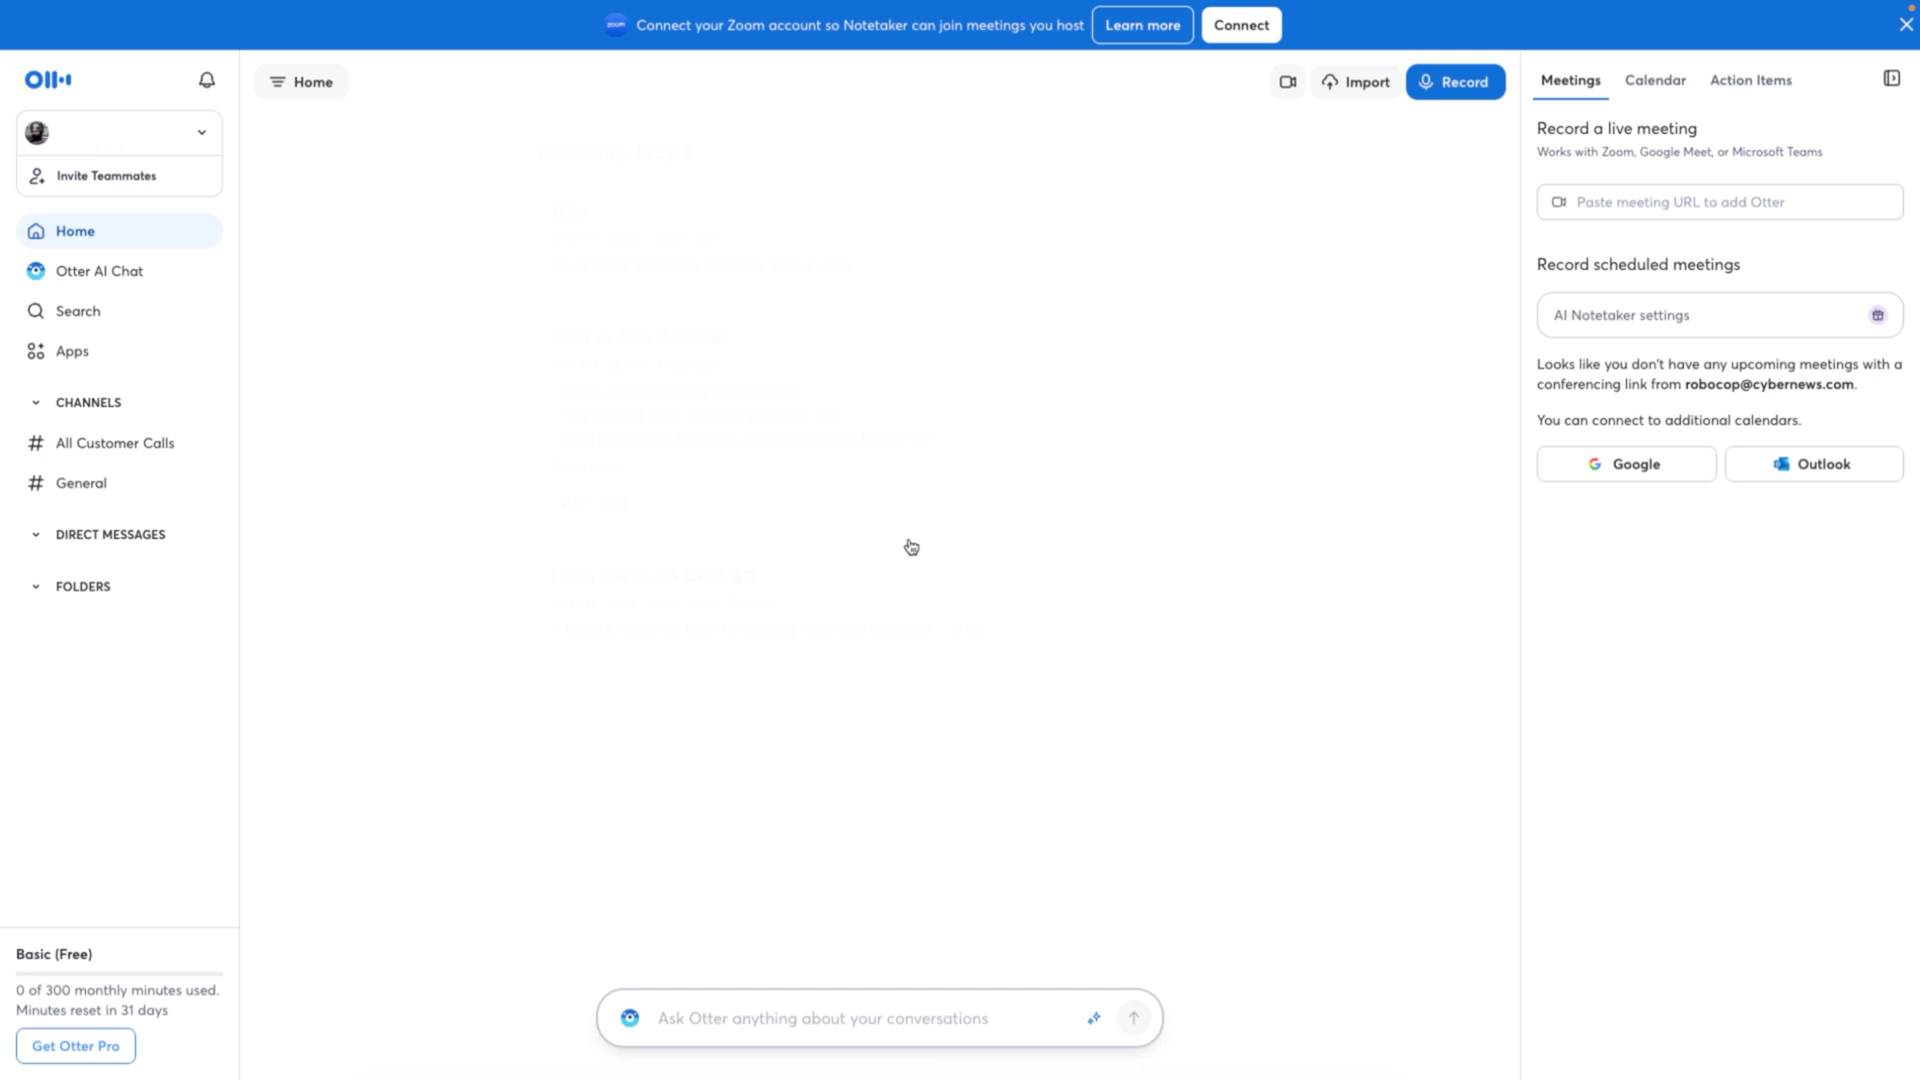 zoom Connect your Zoom account so Notetaker can join meetings you host Learn more Connect
Invite Teammates
Home
Otter AI Chat
Search
Apps
CHANNELS
# All Customer Calls
# General
DIRECT MESSAGES
FOLDERS
Basic (Free)
0 of 300 monthly minutes used.
Minutes reset in 31 days
Get Otter Pro
Home
Import Record
Ask Otter anything about your conversations
Meetings Calendar Action Items
Record a live meeting
Works with Zoom, Google Meet, or Microsoft Teams
Paste meeting URL to add Otter
Record scheduled meetings
AI Notetaker settings
Looks like you don't have any upcoming meetings with a
conferencing link from robocop@cybernews.com.
You can connect to additional calendars.
Google Outlook